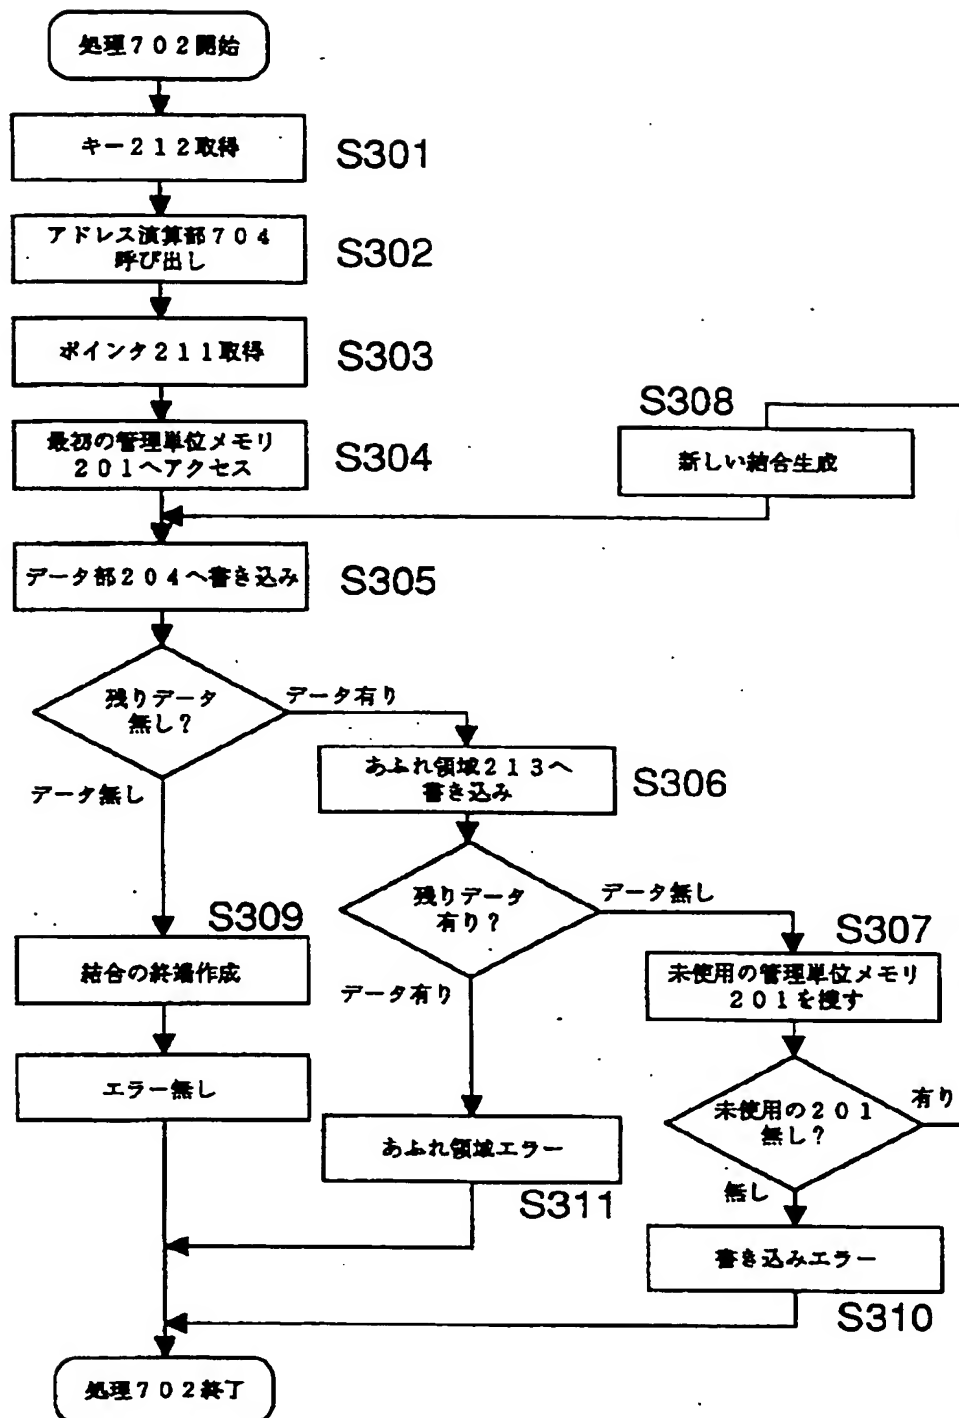 処理702開始
キー212取得
S301
アドレス演算部704
呼び出し
S302
ポインタ211取得
S303
最初の管理単位メモリ
201へアクセス
S304
S308
新しい結合生成
データ部204へ書き込み
S305
残りデータ
無し?
データ有り
データ無し
あふれ領域213へ
書き込み
S306
残りデータ
有り?
データ無し
データ有り
S309
結合の終端作成
S307
未使用の管理単位メモリ
201を捜す
エラー無し
未使用の201
無し?
有り
無し
あふれ領域エラー
S311
書き込みエラー
S310
処理702終了